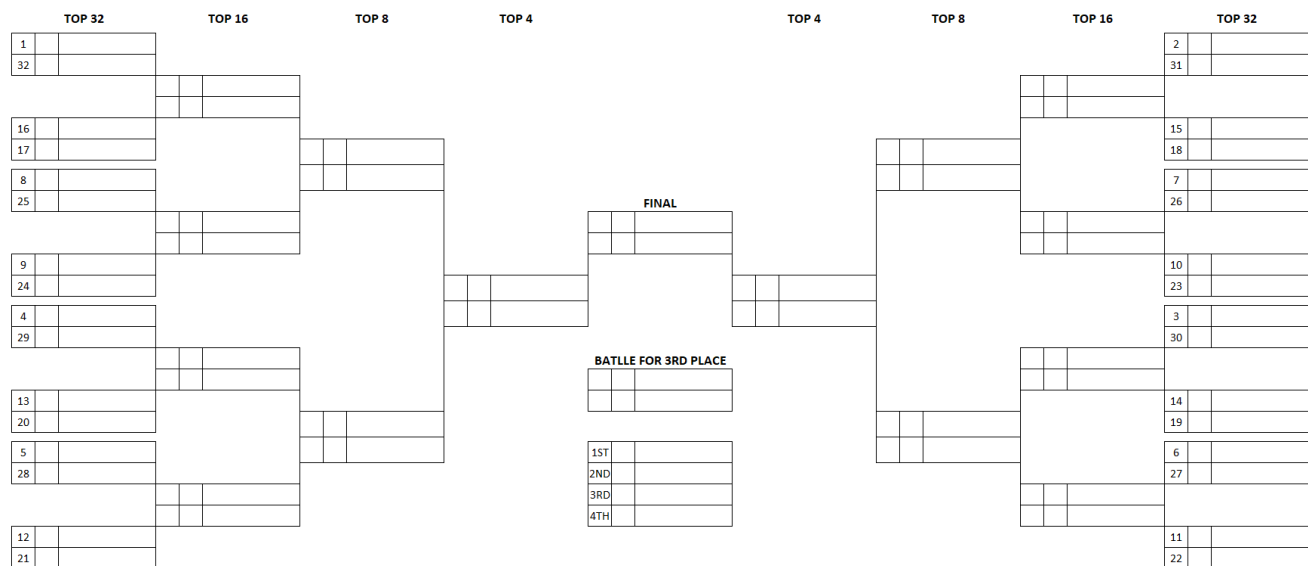 TOP 32 TOP 16 TOP 8 TOP 4 TOP 4 TOP 8 TOP 16 TOP 32
1 2
32 31
16 15
17 18
8 7
25 26
FINAL
9 10
24 23
4 3
29 30
BATLLE FOR 3RD PLACE
13 14
20 19
5 1ST 6
28 2ND 27
3RD
4TH
12 11
21 22